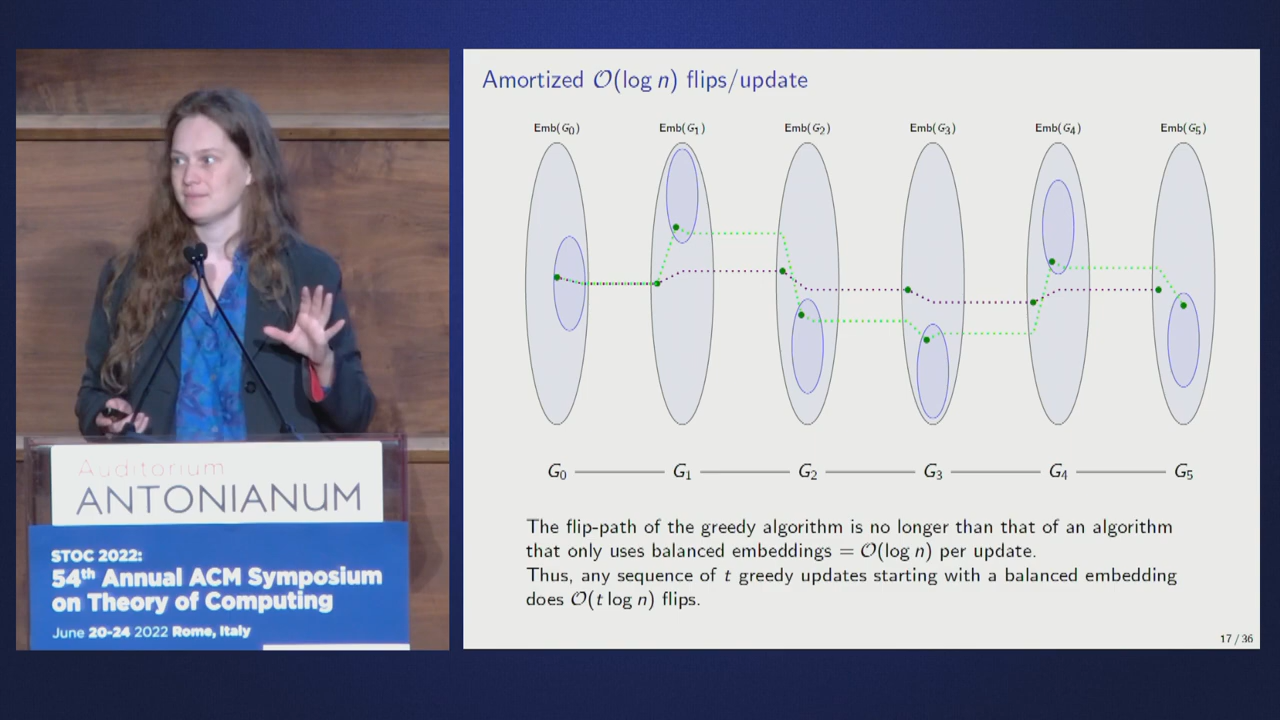 Amortized O(log n) flips/update
Emb(G₀) Emb(G₁) Emb(G₂) Emb(G₃) Emb(G₄) Emb(G₅)
G₀ G₁ G₂ G₃ G₄ G₅
The flip-path of the greedy algorithm is no longer than that of an algorithm
that only uses balanced embeddings = O(log n) per update.
Thus, any sequence of t greedy updates starting with a balanced embedding
does O(t log n) flips.
17 / 36
Auditorium
ANTONIANUM
STOC 2022:
54th Annual ACM Symposium
on Theory of Computing
June 20-24 2022 Rome, Italy